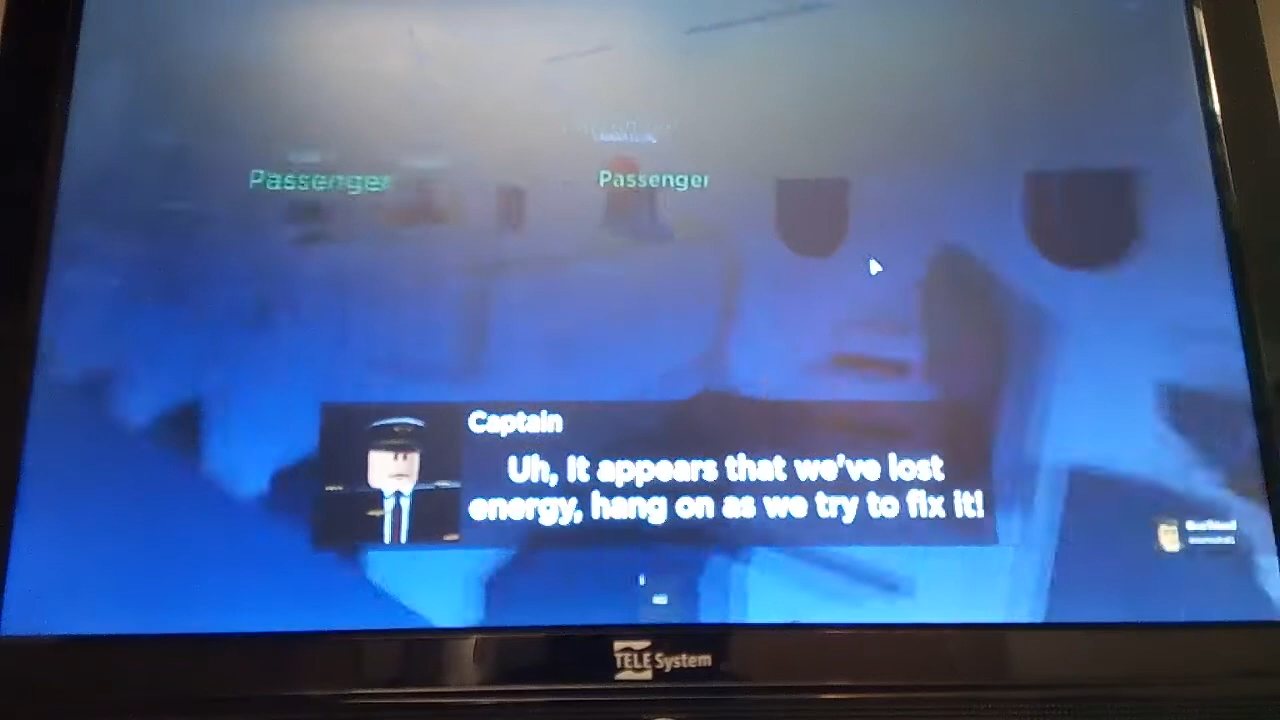 Passenger
Passenger
Captain
Uh, It appears that we've lost
energy, hang on as we try to fix it!
TELE System